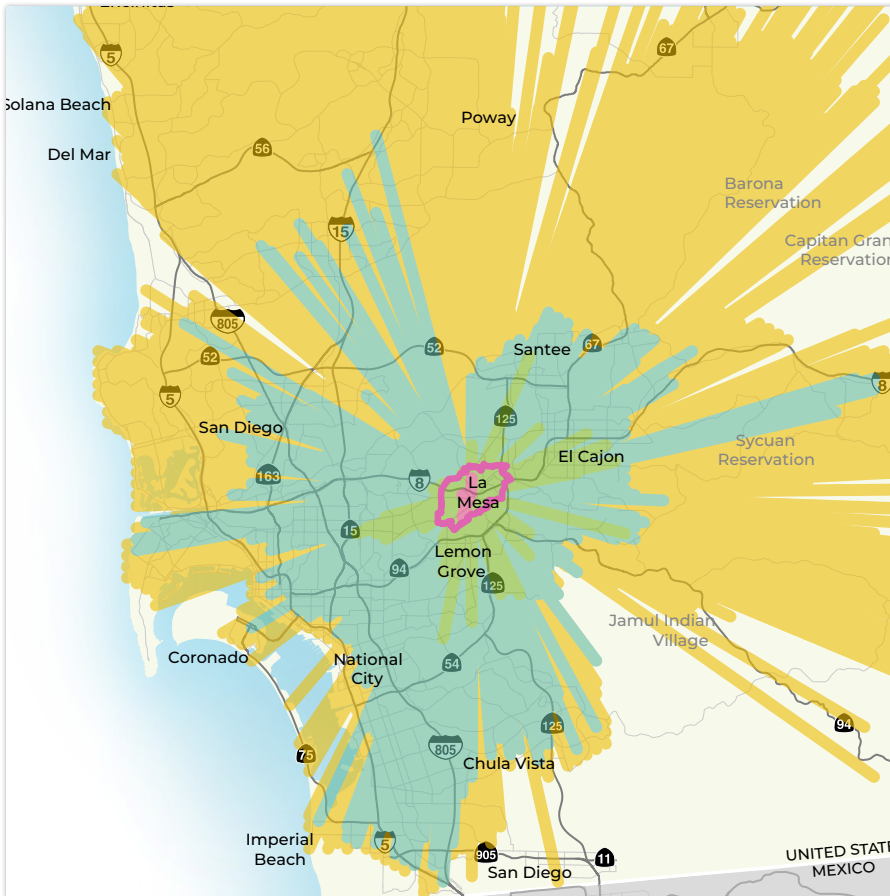 Encinitas
5
67
Solana Beach
Poway
56
Del Mar
Barona
Reservation
15
Capitan Gran
Reservation
805
52
Santee
67
52
8
5
125
San Diego
Sycuan
Reservation
El Cajon
163
8
La
Mesa
15
Lemon
Grove
94
125
Jamul Indian
Village
Coronado
National
City
54
94
125
805
75
Chula Vista
Imperial
Beach
5
905
11
San Diego
UNITED STATE
MEXICO